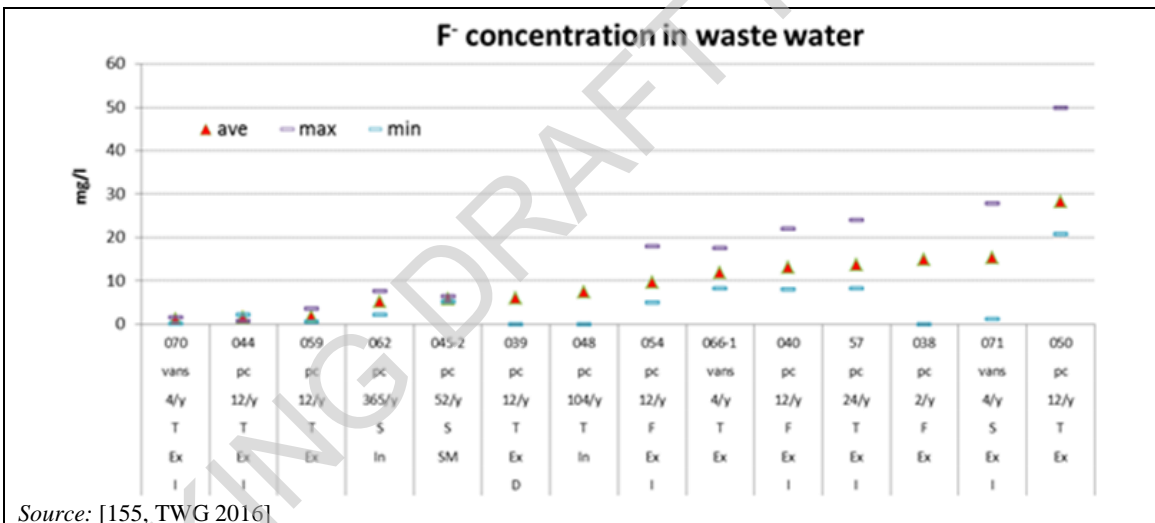 F- concentration in waste water
60
50
ave max min
40
mg/l
30
20
10
0
070 044 059 062 045-2 039 048 054 066-1 040 57 038 071 050
vans pc pc pc pc pc pc pc vans pc pc pc vans pc
4/y 12/y 12/y 365/y 52/y 12/y 104/y 12/y 4/y 12/y 24/y 2/y 4/y 12/y
T T T S S T T F T F T F S T
Ex Ex Ex In SM Ex In Ex Ex Ex Ex Ex Ex Ex
I I D I I I I
Source: [155, TWG 2016]
KING DRAFT